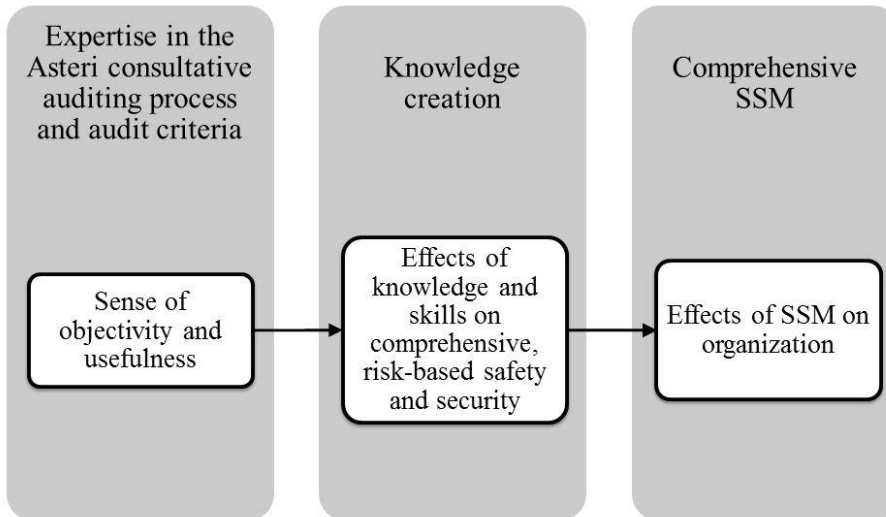 Expertise in the
Asteri consultative
auditing process
and audit criteria
Sense of
objectivity and
usefulness
Knowledge
creation
Effects of
knowledge and
skills on
comprehensive,
risk-based safety
and security
Comprehensive
SSM
Effects of SSM on
organization